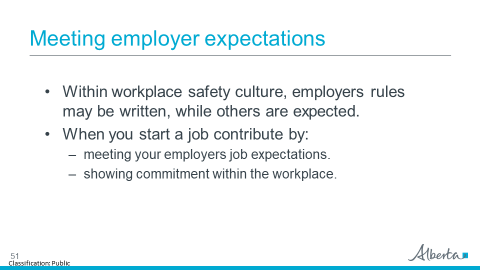 Meeting employer expectations
• Within workplace safety culture, employers rules
may be written, while others are expected.
• When you start a job contribute by:
– meeting your employers job expectations.
– showing commitment within the workplace.
51
Classification: Public
Alberta